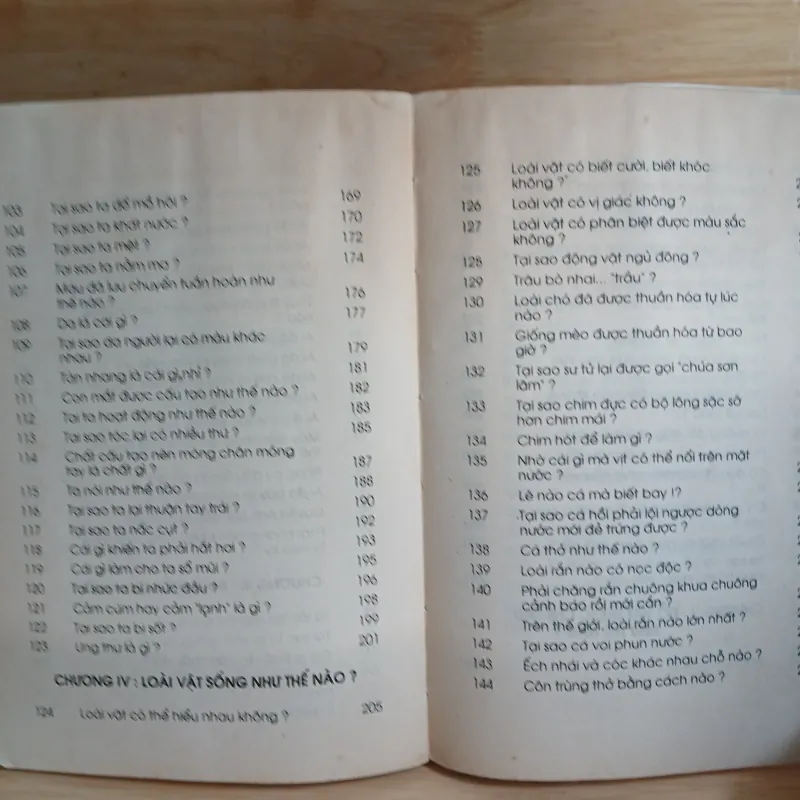 103 Tại sao ta đổ mồ hôi ? 169
104 Tại sao ta khát nước ? 170
105 Tại sao ta mệt ? 172
106 Tại sao ta nằm mơ ? 174
107 Máu đã lưu chuyển tuần hoàn như
thế nào ? 176
108 Da là cái gì ? 177
109 Tại sao da người lại có màu khác
nhau ? 179
110 Tàn nhang là cái gì nhỉ ? 181
111 Con mắt được cấu tạo như thế nào ? 182
112 Tai ta hoạt động như thế nào ? 183
113 Tại sao tóc lại có nhiều thứ ? 185
114 Chất cấu tạo nên móng chân móng
tay là chất gì ? 187
115 Ta nói như thế nào ? 188
116 Tại sao ta lại thuận tay trái ? 190
117 Tại sao ta nấc cụt ? 192
118 Cái gì khiến ta phải hắt hơi ? 193
119 Cái gì làm cho ta sổ mũi ? 195
120 Tại sao ta bị nhức đầu ? 196
121 Cảm cúm hay cảm "lạnh" là gì ? 198
122 Tại sao ta bị sốt ? 199
123 Ung thư là gì ? 201
CHƯƠNG IV : LOÀI VẬT SỐNG NHƯ THẾ NÀO ?
124 Loài vật có thể hiểu nhau không ? 205
125 Loài vật có biết cười, biết khóc
không ?
126 Loài vật có vị giác không ?
127 Loài vật có phân biệt được màu sắc
không ?
128 Tại sao động vật ngủ đông ?
129 Trâu bò nhai... "trầu" ?
130 Loài chó đã được thuần hóa tự lúc
nào ?
131 Giống mèo được thuần hóa từ bao
giờ ?
132 Tại sao sư tử lại được gọi "chúa sơn
lâm" ?
133 Tại sao chim đực có bộ lông sặc sỡ
hơn chim mái ?
134 Chim hót để làm gì ?
135 Nhờ cái gì mà vịt có thể nổi trên mặt
nước ?
136 Lẽ nào cá mà biết bay !?
137 Tại sao cá hồi phải lội ngược dòng
nước mới đẻ trứng được ?
138 Cá thở như thế nào ?
139 Loài rắn nào có nọc độc ?
140 Phải chăng rắn chuông khua chuông
cảnh báo rồi mới cắn ?
141 Trên thế giới, loài rắn nào lớn nhất ?
142 Tại sao cá voi phun nước ?
143 Ếch nhái và cóc khác nhau chỗ nào ?
144 Côn trùng thở bằng cách nào ?